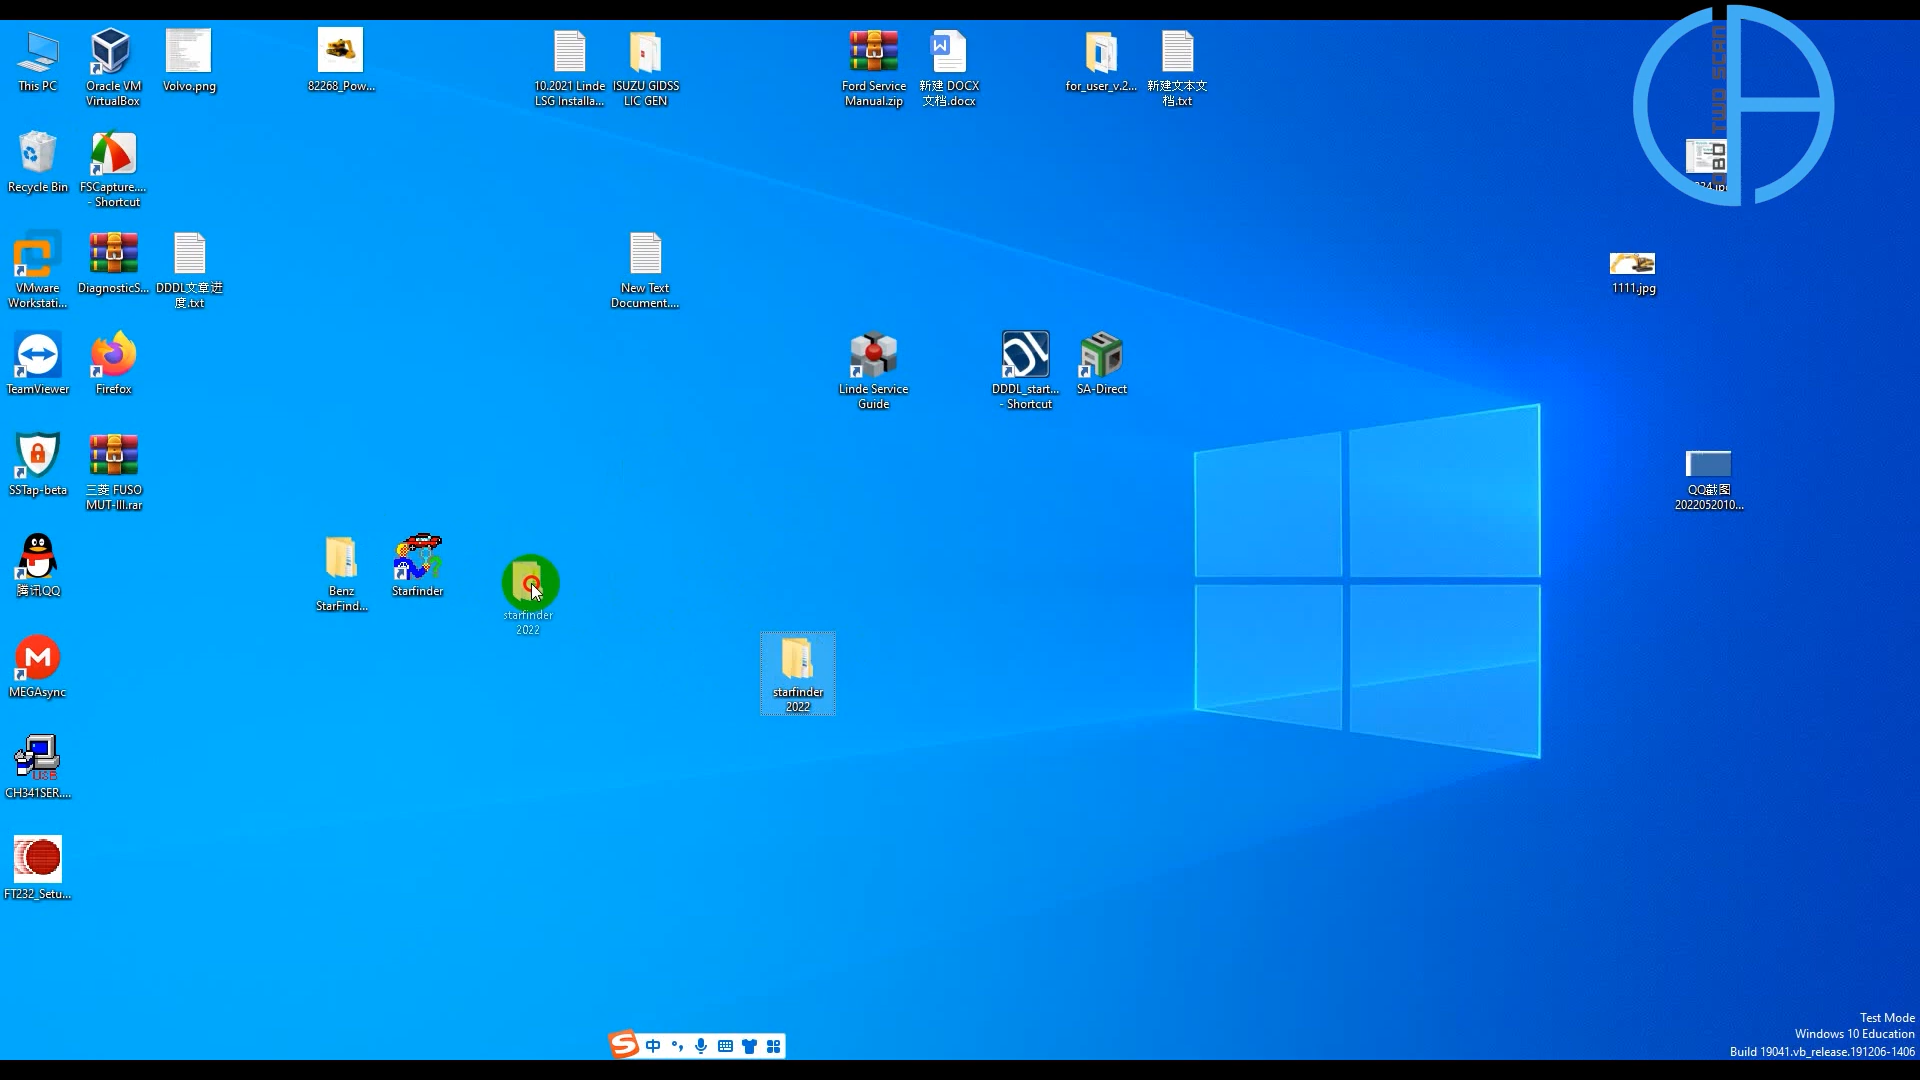 This PC
Oracle VM
VirtualBox
Volvo.png
82268_Pow...
10.2021 Linde
LSG Installa...
ISUZU GIDSS
LIC GEN
Ford Service
Manual.zip
新建 DOCX
文档.docx
for_user_v.2...
新建文本文
档.txt
OBD TWO SCAN
Recycle Bin
FSCapture....
- Shortcut
VMware
Workstati...
DiagnosticS...
DDDL文章进
度.txt
New Text
Document....
1111.jpg
TeamViewer
Firefox
Linde Service
Guide
DDDL_start...
- Shortcut
SA-Direct
SSTap-beta
三菱 FUSO
MUT-III.rar
QQ截图
2022052010...
腾讯QQ
Benz
StarFind...
Starfinder
starfinder
2022
starfinder
2022
MEGAsync
USB
CH341SER....
FT232_Setu...
中
Test Mode
Windows 10 Education
Build 19041.vb_release.191206-1406